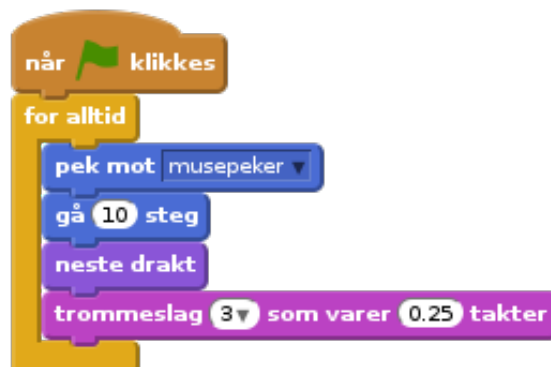 når klikkes
for alltid
pek mot musepeker
gå 10 steg
neste drakt
trommeslag 3 som varer 0.25 takter